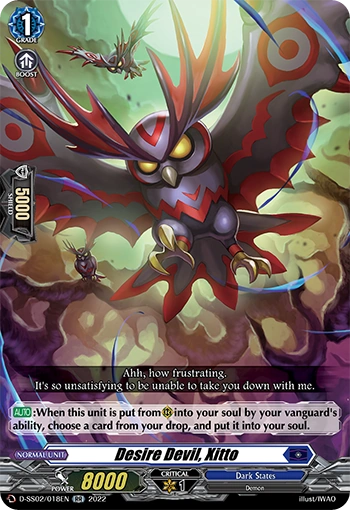 1
GRADE
BOOST
5000
SHIELD
Ahh, how frustrating.
It's so unsatisfying to be unable to take you down with me.
AUTO:When this unit is put from into your soul by your vanguard's
ability, choose a card from your drop, and put it into your soul.
NORMAL UNIT
Desire Devil, Xitto
POWER 8000
CRITICAL
1
Dark States
Demon
D-SS02/018EN RR 2022
illust/IWAO